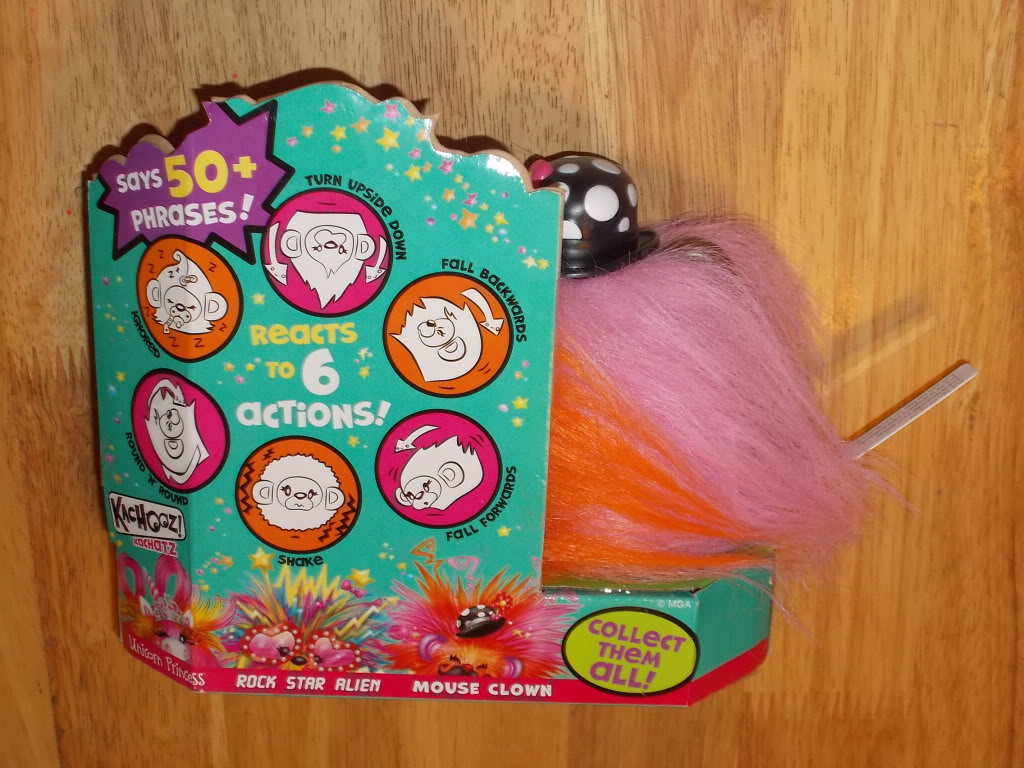 SAYS 50+
PHRASES!
TURN UPSIDE DOWN
FALL BACKWARDS
Z Z Z Z Z
IGNORED
REACTS
TO 6
ACTIONS!
ROUND 'N' ROUND
SHAKE
FALL FORWARDS
KACHOOZ!
KACHATZ
© MGA
COLLECT
THEM
ALL!
Unicorn Princess
ROCK STAR ALIEN
MOUSE CLOWN